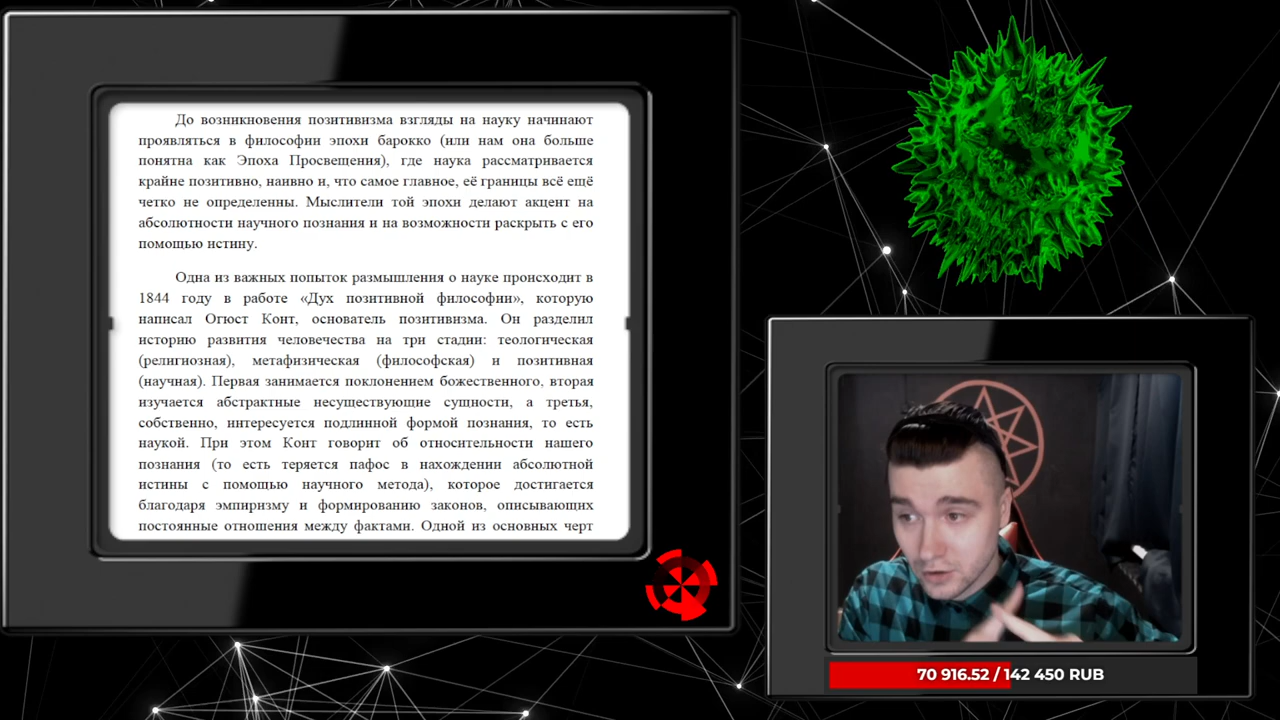 До возникновения позитивизма взгляды на науку начинают
проявляться в философии эпохи барокко (или нам она больше
понятна как Эпоха Просвещения), где наука рассматривается
крайне позитивно, наивно и, что самое главное, её границы всё ещё
четко не определенны. Мыслители той эпохи делают акцент на
абсолютности научного познания и на возможности раскрыть с его
помощью истину.
Одна из важных попыток размышления о науке происходит в
1844 году в работе «Дух позитивной философии», которую
написал Огюст Конт, основатель позитивизма. Он разделил
историю развития человечества на три стадии: теологическая
(религиозная), метафизическая (философская) и позитивная
(научная). Первая занимается поклонением божественного, вторая
изучается абстрактные несуществующие сущности, а третья,
собственно, интересуется подлинной формой познания, то есть
наукой. При этом Конт говорит об относительности нашего
познания (то есть теряется пафос в нахождении абсолютной
истины с помощью научного метода), которое достигается
благодаря эмпиризму и формированию законов, описывающих
постоянные отношения между фактами. Одной из основных черт
70 916.52 / 142 450 RUB